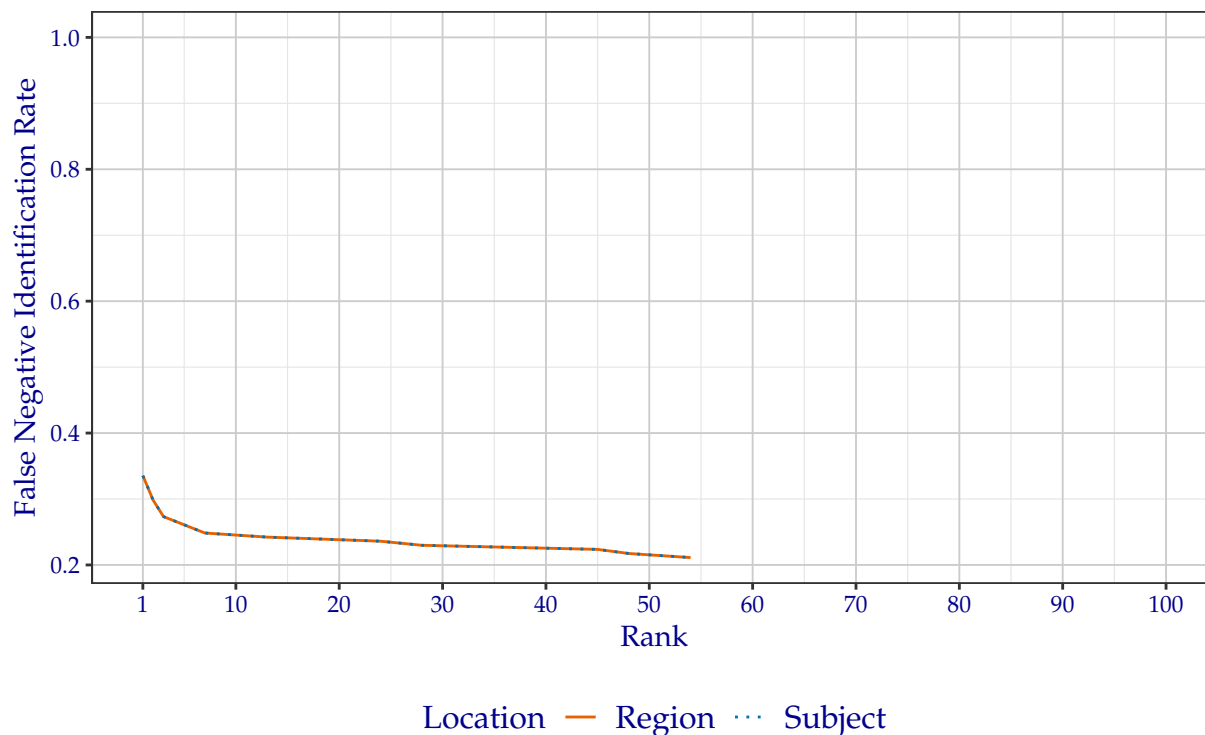 False Negative Identification Rate
1.0
0.8
0.6
0.4
0.2
1 10 20 30 40 50 60 70 80 90 100
Rank
Location Region Subject